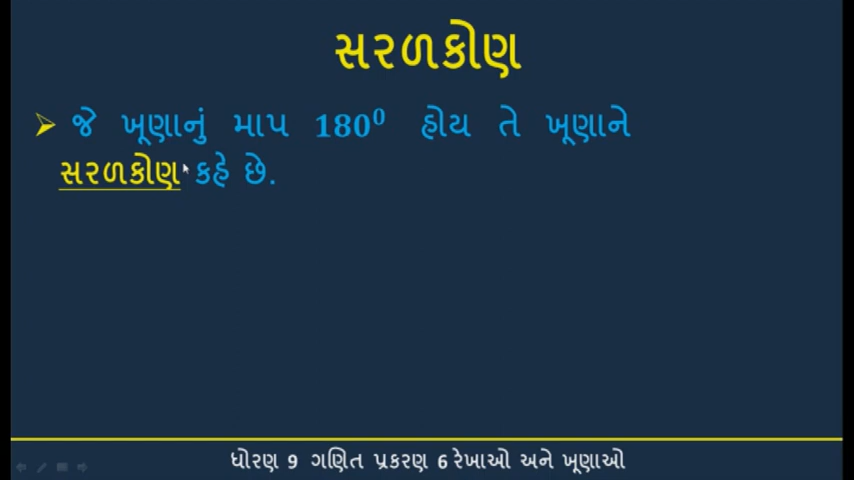 સરળકોણ
જે ખૂણાનું માપ 180⁰ હોય તે ખૂણાને
સરળકોણ કહે છે.
ધોરણ 9 ગણિત પ્રકરણ 6 રેખાઓ અને ખૂણાઓ